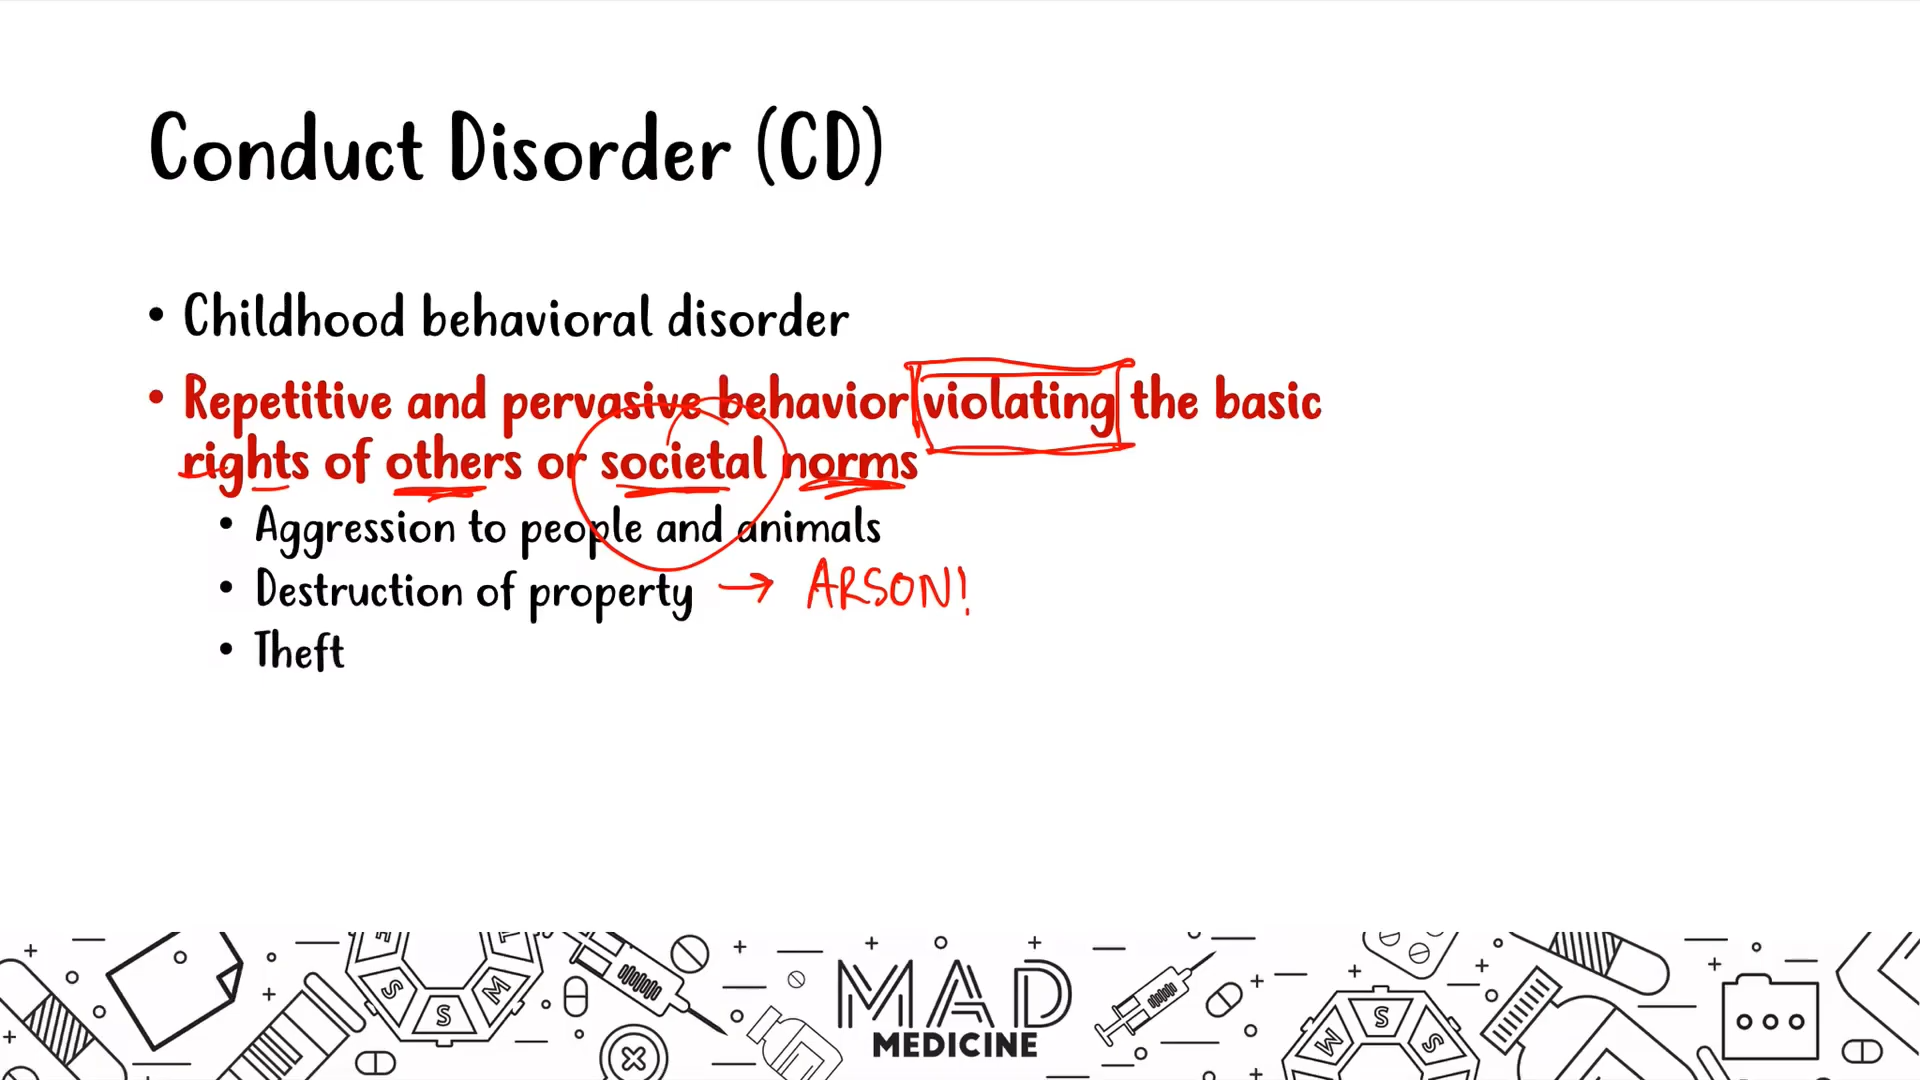 Conduct Disorder (CD)
• Childhood behavioral disorder
• Repetitive and pervasive behavior violating the basic
rights of others or societal norms
• Aggression to people and animals
• Destruction of property → ARSON!
• Theft
MAD
MEDICINE